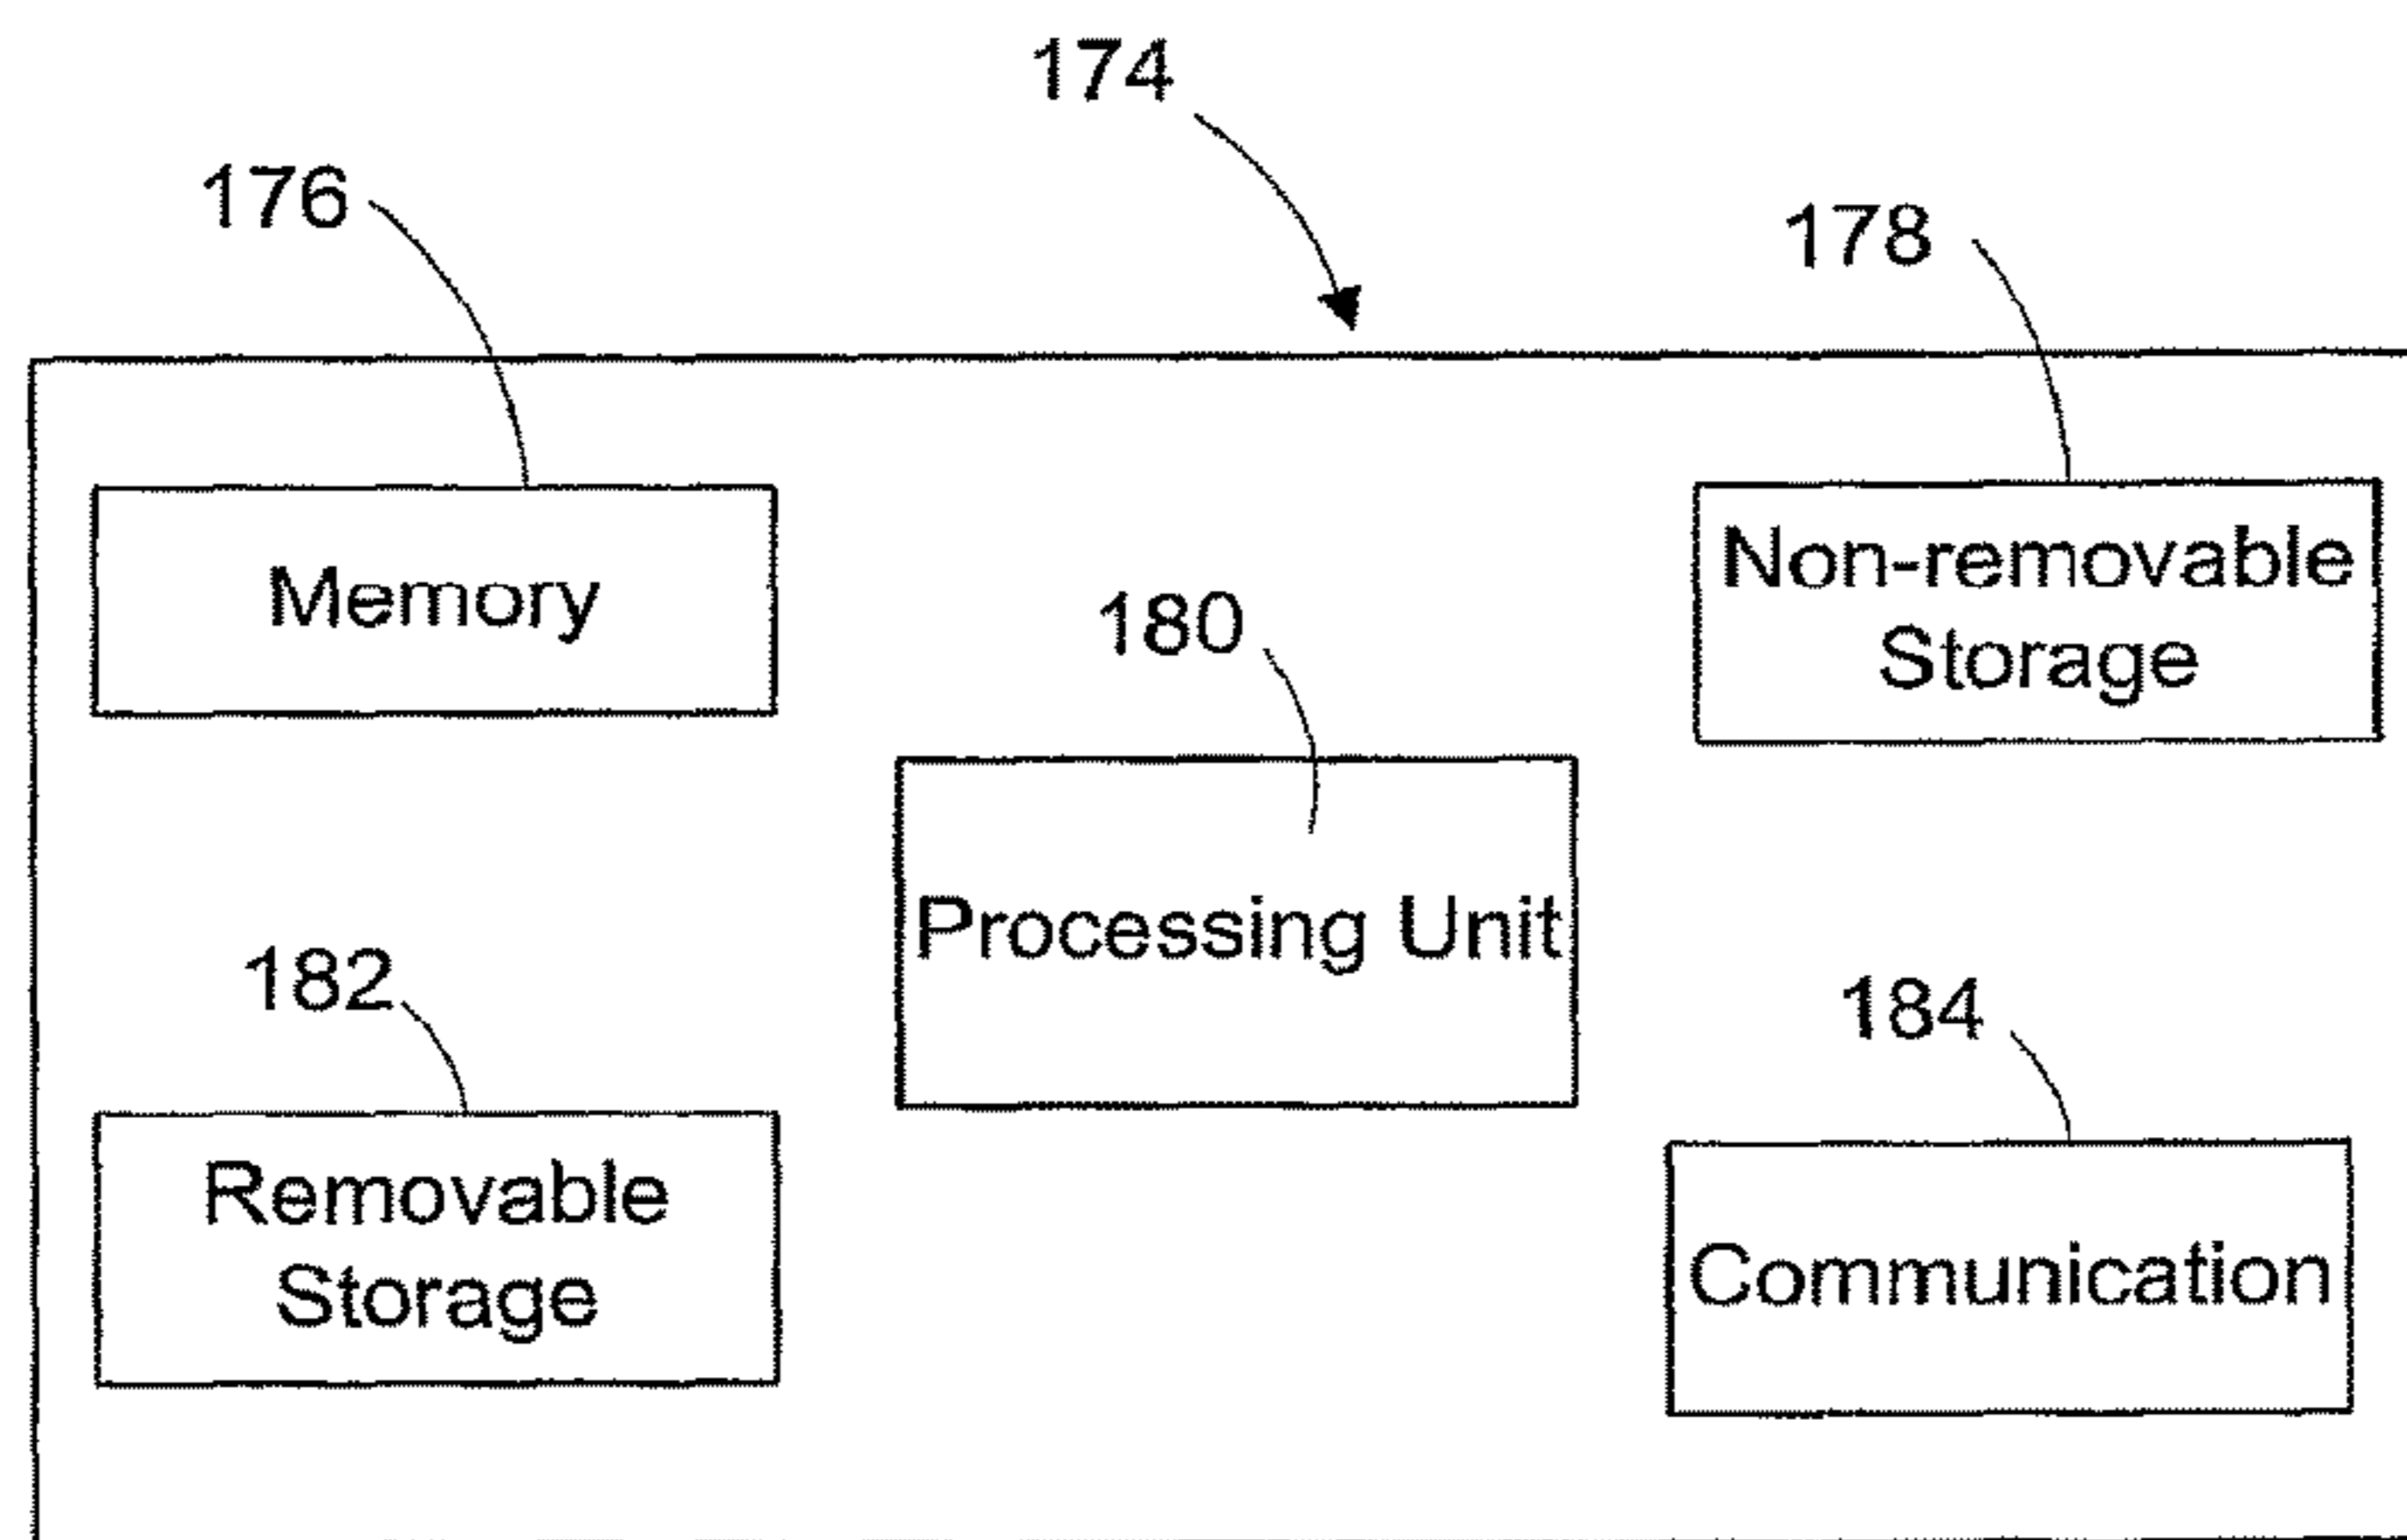 174
176
178
Memory
Non-removable
Storage
180
Processing Unit
182
184
Removable
Storage
Communication